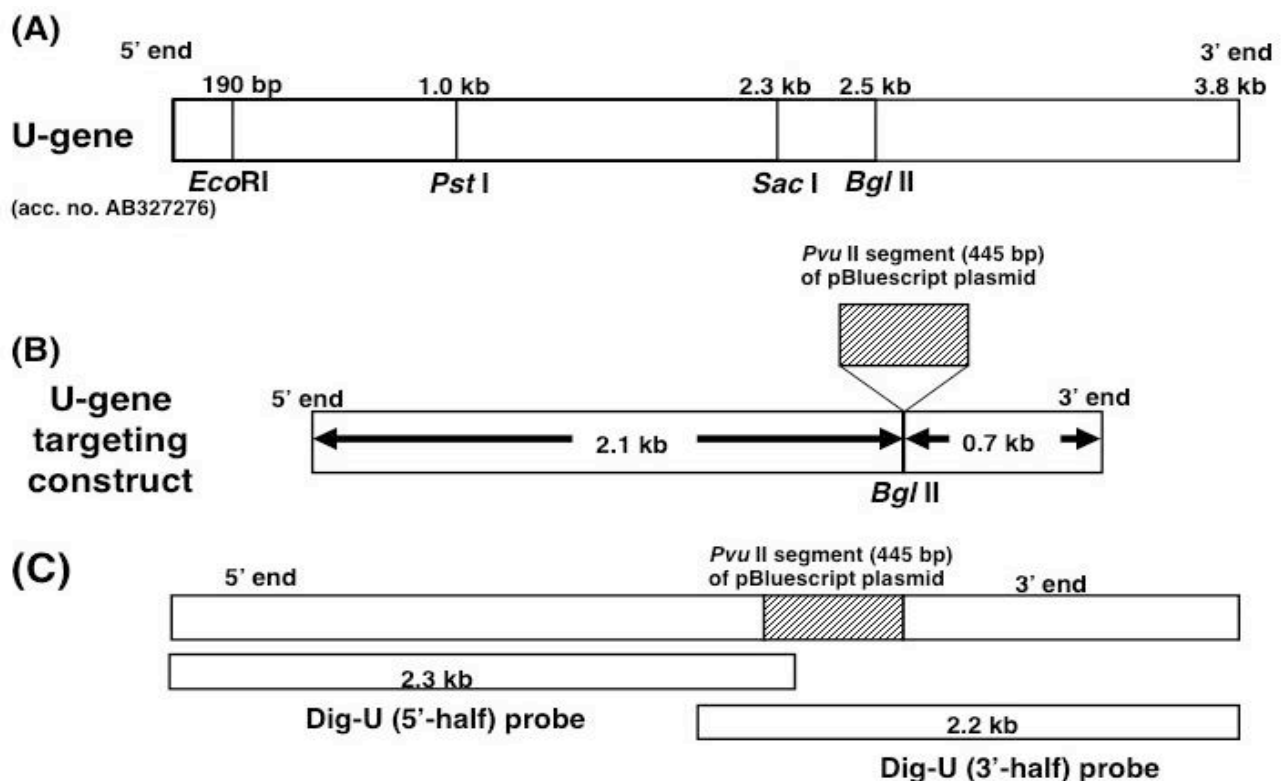 (A)
5' end
3' end
190 bp 1.0 kb 2.3 kb 2.5 kb 3.8 kb
U-gene
EcoRI Pst I Sac I Bgl II
(acc. no. AB327276)
Pvu II segment (445 bp)
of pBluescript plasmid
(B)
U-gene
targeting
construct
5' end
3' end
2.1 kb
0.7 kb
Bgl II
(C)
Pvu II segment (445 bp)
of pBluescript plasmid
5' end
3' end
2.3 kb
Dig-U (5'-half) probe
2.2 kb
Dig-U (3'-half) probe